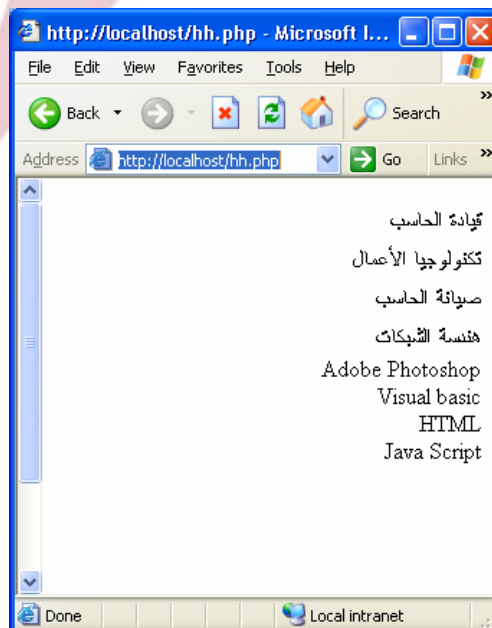 http://localhost/hh.php - Microsoft I...
File Edit View Favorites Tools Help
Back Search »
Address http://localhost/hh.php Go Links »
قيادة الحاسب
تكنولوجيا الأعمال
صيانة الحاسب
هندسة الشبكات
Adobe Photoshop
Visual basic
HTML
Java Script
Done Local intranet